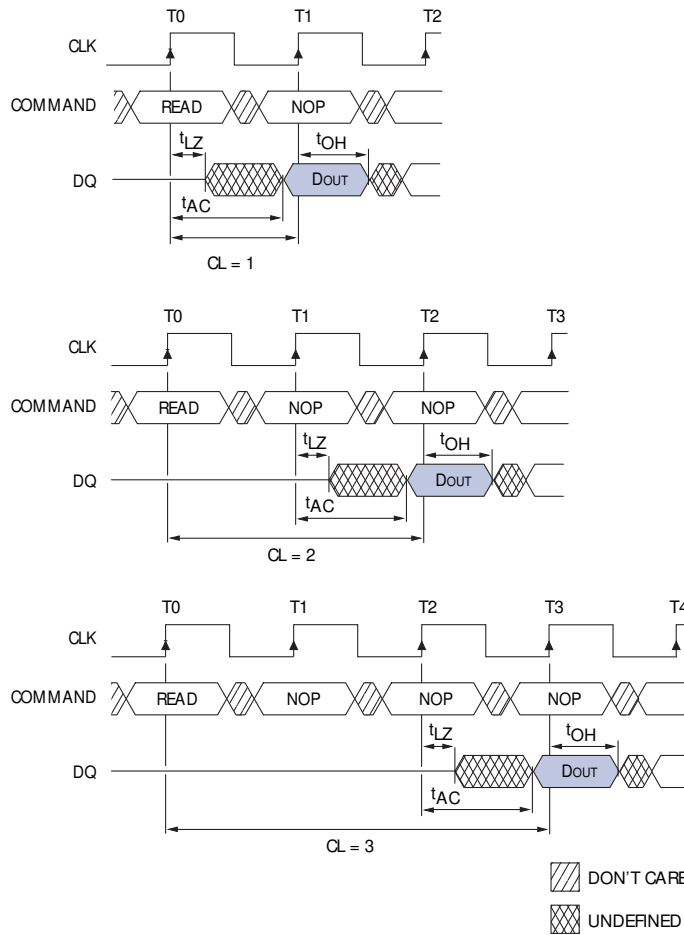 T0 T1 T2
CLK
COMMAND READ NOP
tLZ tOH
DQ DOUT
tAC
CL = 1
T0 T1 T2 T3
CLK
COMMAND READ NOP NOP
tLZ tOH
DQ DOUT
tAC
CL = 2
T0 T1 T2 T3 T4
CLK
COMMAND READ NOP NOP NOP
tLZ tOH
DQ DOUT
tAC
CL = 3
DON'T CARE
UNDEFINED